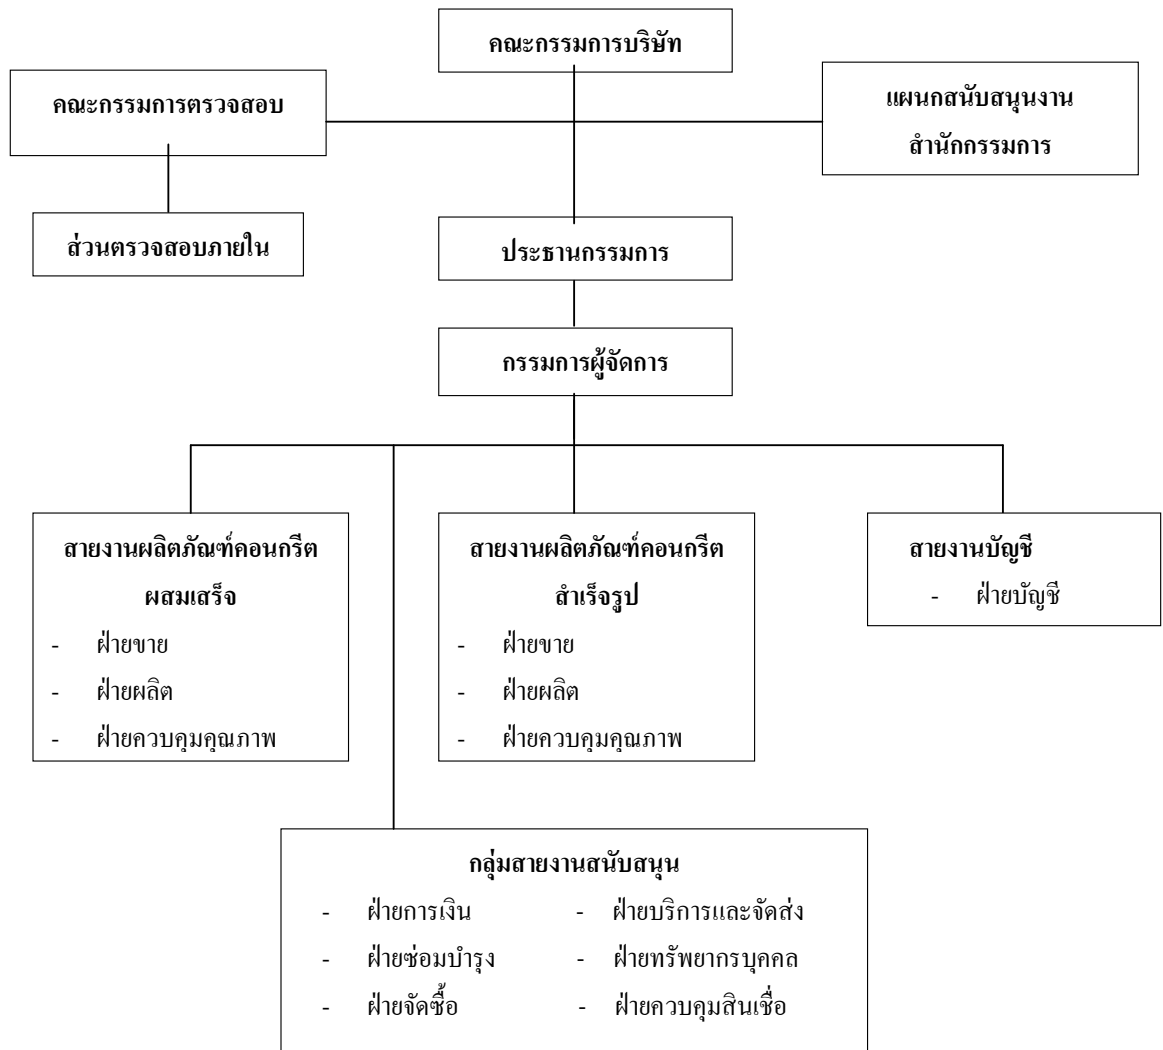 คณะกรรมการบริษัท
คณะกรรมการตรวจสอบ
แผนกสนับสนุนงาน
สำนักกรรมการ
ส่วนตรวจสอบภายใน
ประธานกรรมการ
กรรมการผู้จัดการ
สายงานผลิตภัณฑ์คอนกรีต
ผสมเสร็จ
- ฝ่ายขาย
- ฝ่ายผลิต
- ฝ่ายควบคุมคุณภาพ
สายงานผลิตภัณฑ์คอนกรีต
สำเร็จรูป
- ฝ่ายขาย
- ฝ่ายผลิต
- ฝ่ายควบคุมคุณภาพ
สายงานบัญชี
- ฝ่ายบัญชี
กลุ่มสายงานสนับสนุน
- ฝ่ายการเงิน - ฝ่ายบริการและจัดส่ง
- ฝ่ายซ่อมบำรุง - ฝ่ายทรัพยากรบุคคล
- ฝ่ายจัดซื้อ - ฝ่ายควบคุมสินเชื่อ